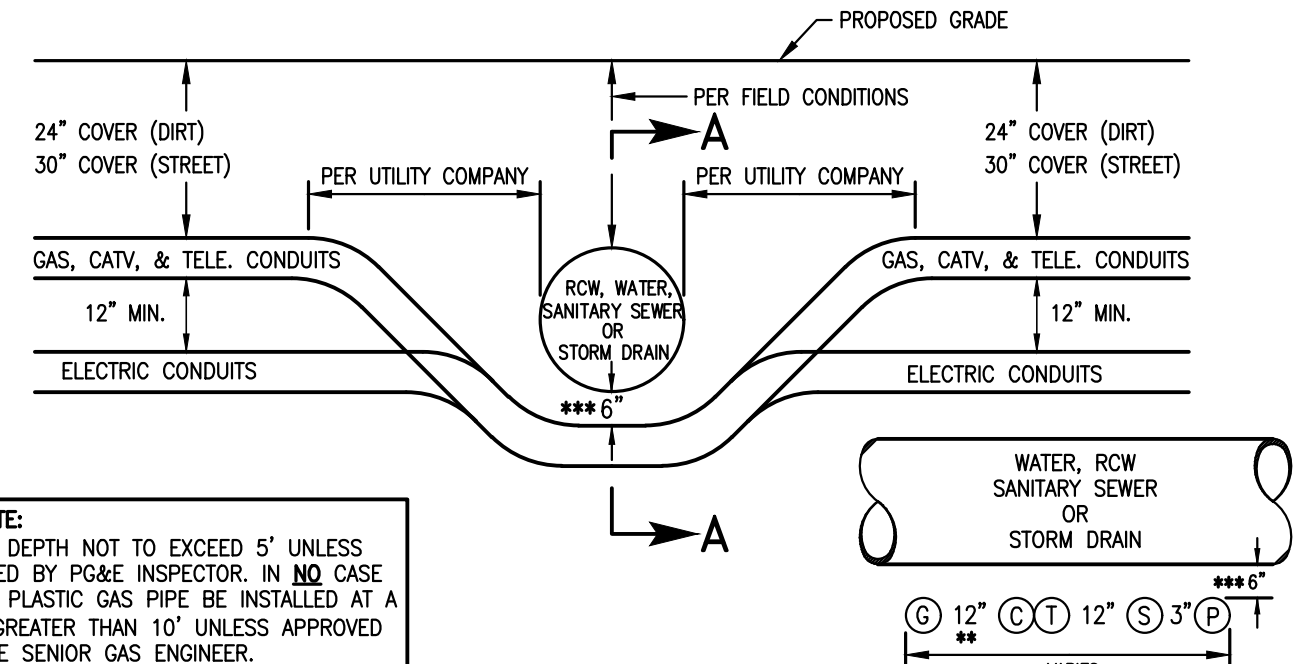 PROPOSED GRADE
PER FIELD CONDITIONS
A
24" COVER (DIRT)
30" COVER (STREET)
24" COVER (DIRT)
30" COVER (STREET)
PER UTILITY COMPANY
PER UTILITY COMPANY
GAS, CATV, & TELE. CONDUITS
GAS, CATV, & TELE. CONDUITS
RCW, WATER,
SANITARY SEWER
OR
STORM DRAIN
12" MIN.
12" MIN.
ELECTRIC CONDUITS
ELECTRIC CONDUITS
***6"
A
WATER, RCW
SANITARY SEWER
OR
STORM DRAIN
***6"
G 12" C T 12" S 3" P
**
DEPTH NOT TO EXCEED 5' UNLESS
BY PG&E INSPECTOR. IN NO CASE
PLASTIC GAS PIPE BE INSTALLED AT A
GREATER THAN 10' UNLESS APPROVED
SENIOR GAS ENGINEER.